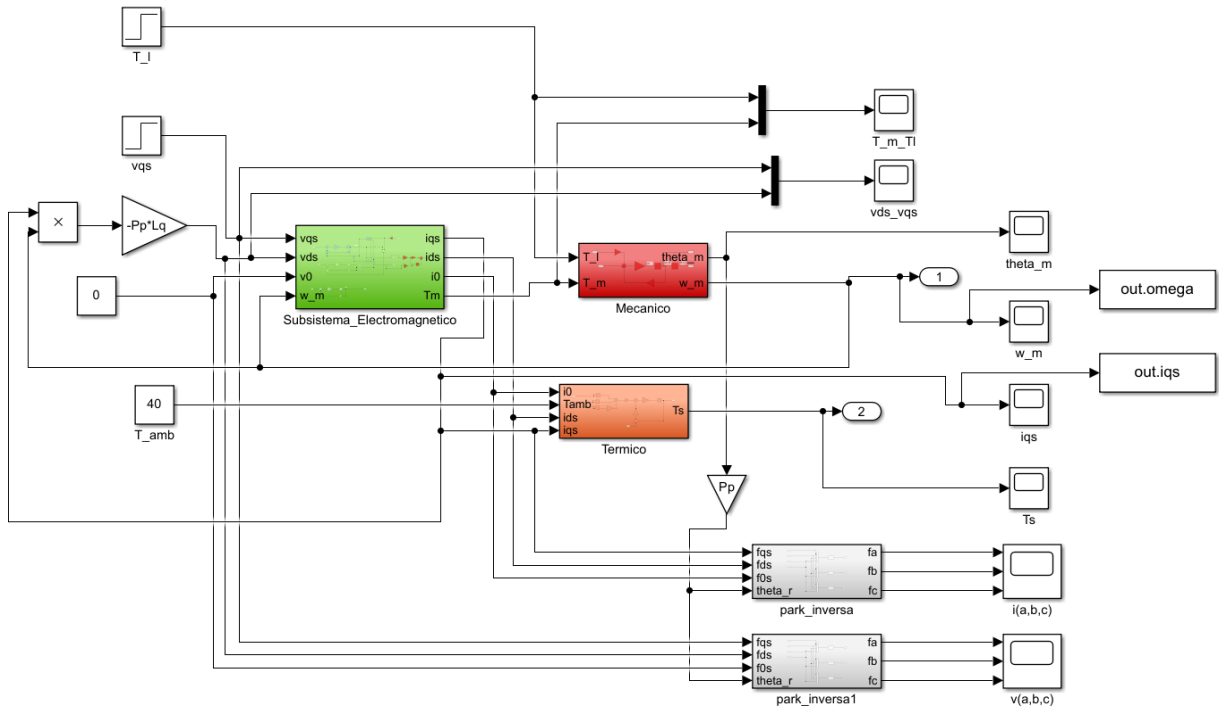 T_l
vqs
T_m_Tl
vds_vqs
×
-Pp*Lq
0
vqs
vds
v0
w_m
iqs
ids
i0
Tm
Subsistema_Electromagnetico
T_l
T_m
theta_m
w_m
Mecanico
theta_m
1
out.omega
w_m
out.iqs
iqs
40
T_amb
i0
Tamb
ids
iqs
Ts
Termico
2
Ts
Pp
fqs
fds
f0s
theta_r
fa
fb
fc
park_inversa
i(a,b,c)
fqs
fds
f0s
theta_r
fa
fb
fc
park_inversa1
v(a,b,c)